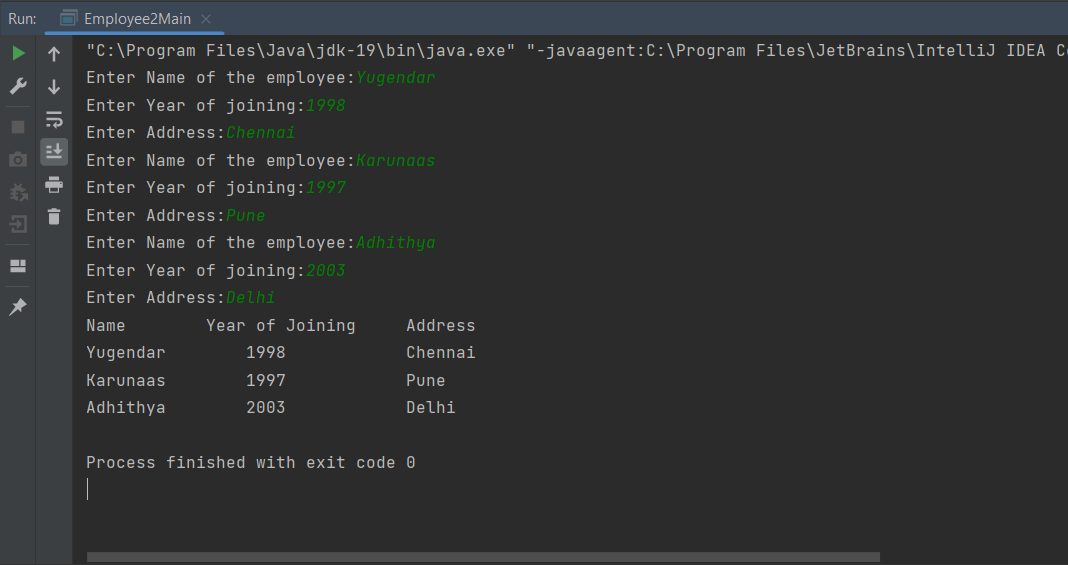 Run: Employee2Main
"C:\Program Files\Java\jdk-19\bin\java.exe" "-javaagent:C:\Program Files\JetBrains\IntelliJ IDEA
Enter Name of the employee:Yugendar
Enter Year of joining:1998
Enter Address:Chennai
Enter Name of the employee:Karunaas
Enter Year of joining:1997
Enter Address:Pune
Enter Name of the employee:Adhithya
Enter Year of joining:2003
Enter Address:Delhi
Name        Year of Joining     Address
Yugendar        1998            Chennai
Karunaas        1997            Pune
Adhithya        2003            Delhi
Process finished with exit code 0